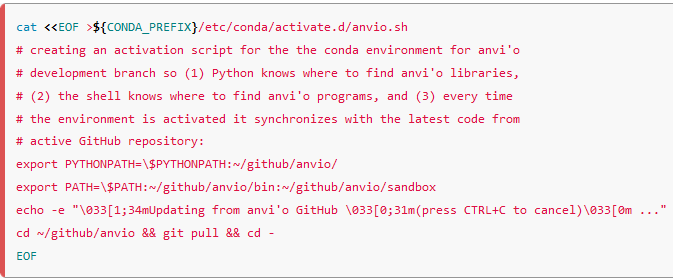 cat <<EOF >${CONDA_PREFIX}/etc/conda/activate.d/anvio.sh
# creating an activation script for the the conda environment for anvi'o
# development branch so (1) Python knows where to find anvi'o libraries,
# (2) the shell knows where to find anvi'o programs, and (3) every time
# the environment is activated it synchronizes with the latest code from
# active GitHub repository:
export PYTHONPATH=\$PYTHONPATH:~/github/anvio/
export PATH=\$PATH:~/github/anvio/bin:~/github/anvio/sandbox
echo -e "\033[1;34mUpdating from anvi'o GitHub \033[0;31m(press CTRL+C to cancel)\033[0m ..."
cd ~/github/anvio && git pull && cd -
EOF